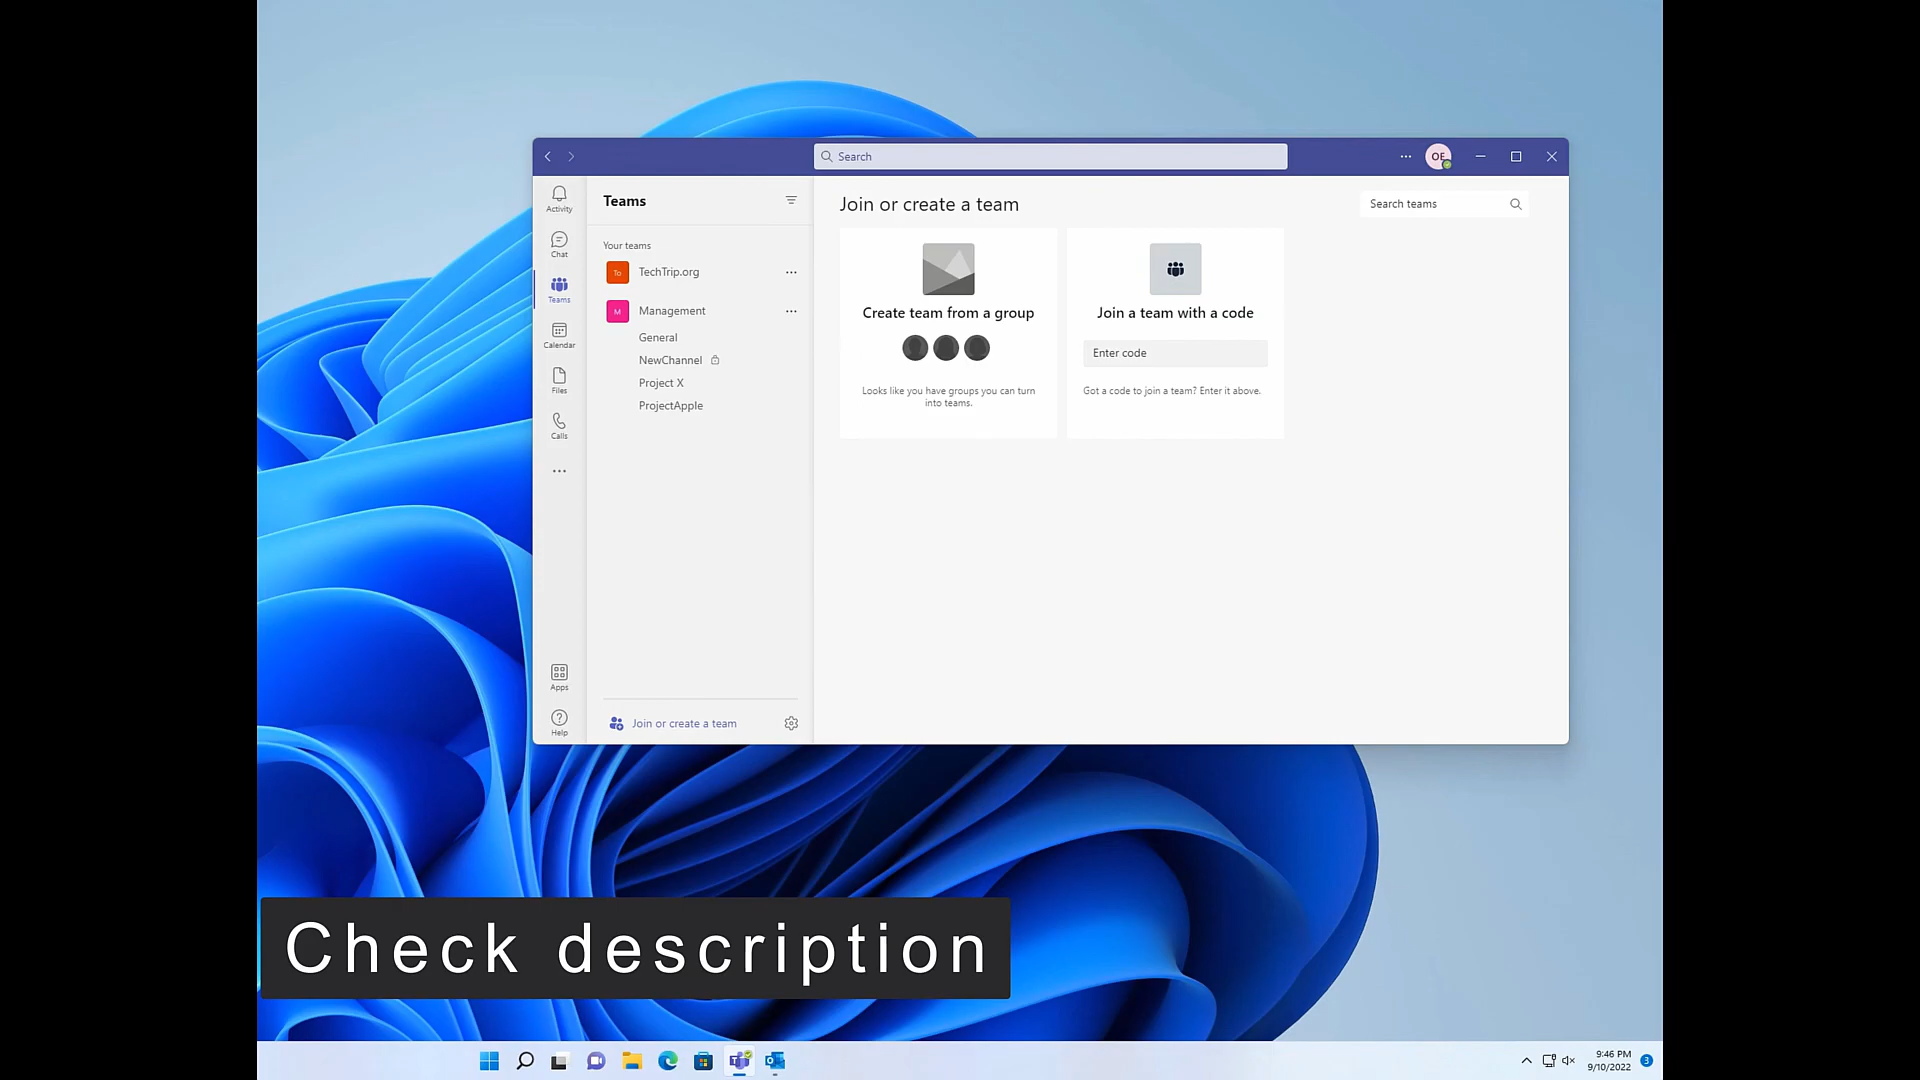 Search
OE
Activity
Chat
Teams
Calendar
Files
Calls
Apps
Help
Teams
Your teams
To TechTrip.org
M Management
General
NewChannel
Project X
ProjectApple
Join or create a team
Join or create a team
Search teams
Create team from a group
Looks like you have groups you can turn
into teams.
Join a team with a code
Enter code
Got a code to join a team? Enter it above.
Check description
9:46 PM
9/10/2022
3